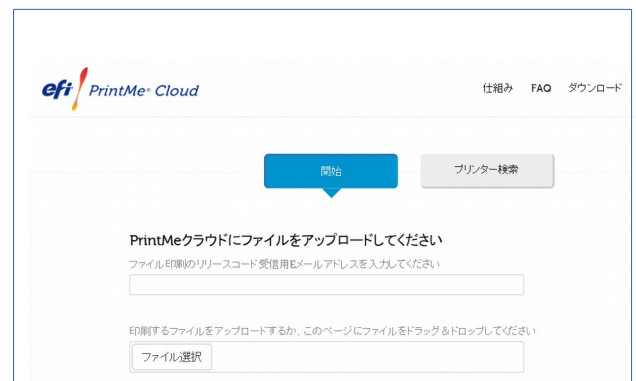 efi PrintMe® Cloud
仕組み FAQ ダウンロード
開始 プリンター検索
PrintMeクラウドにファイルをアップロードしてください
ファイル印刷のリリースコード受信用Eメールアドレスを入力してください
印刷するファイルをアップロードするか、このページにファイルをドラッグ&ドロップしてください
ファイル選択